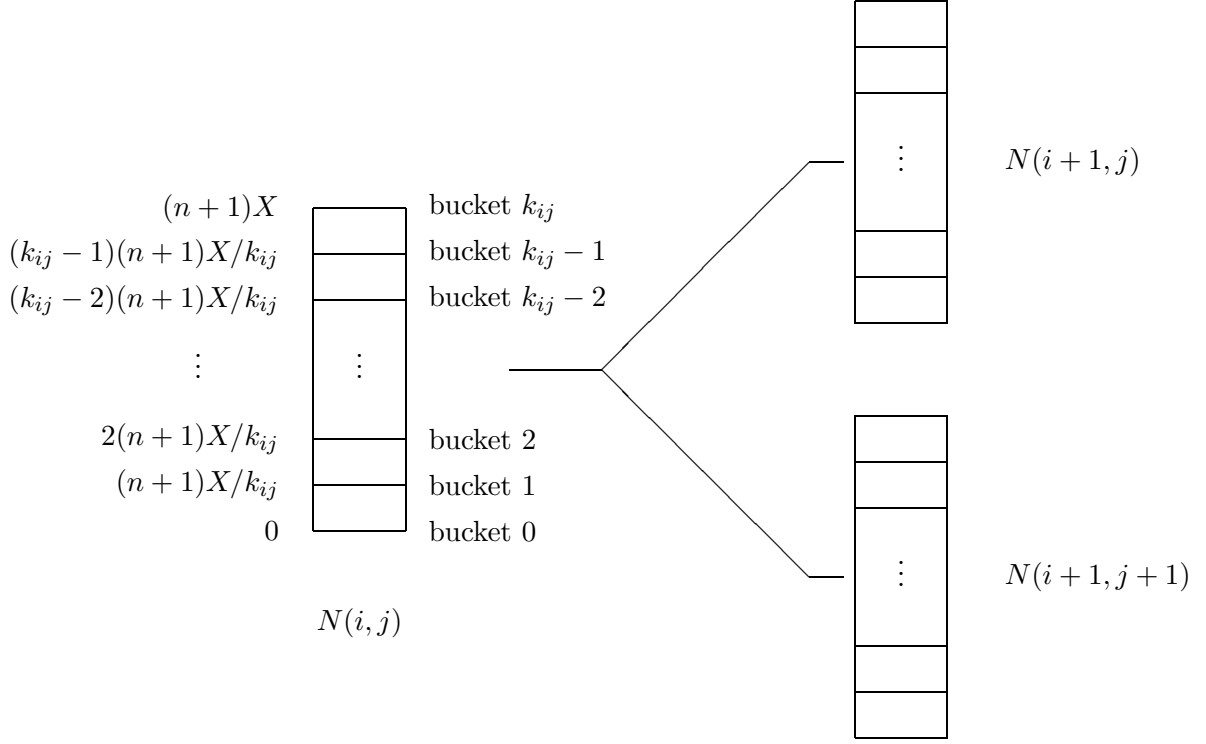 (n + 1)X bucket k_{ij}
(k_{ij} − 1)(n + 1)X/k_{ij} bucket k_{ij} − 1
(k_{ij} − 2)(n + 1)X/k_{ij} bucket k_{ij} − 2
⋮ ⋮
2(n + 1)X/k_{ij} bucket 2
(n + 1)X/k_{ij} bucket 1
0 bucket 0
N(i, j)
⋮ N(i + 1, j)
⋮ N(i + 1, j + 1)